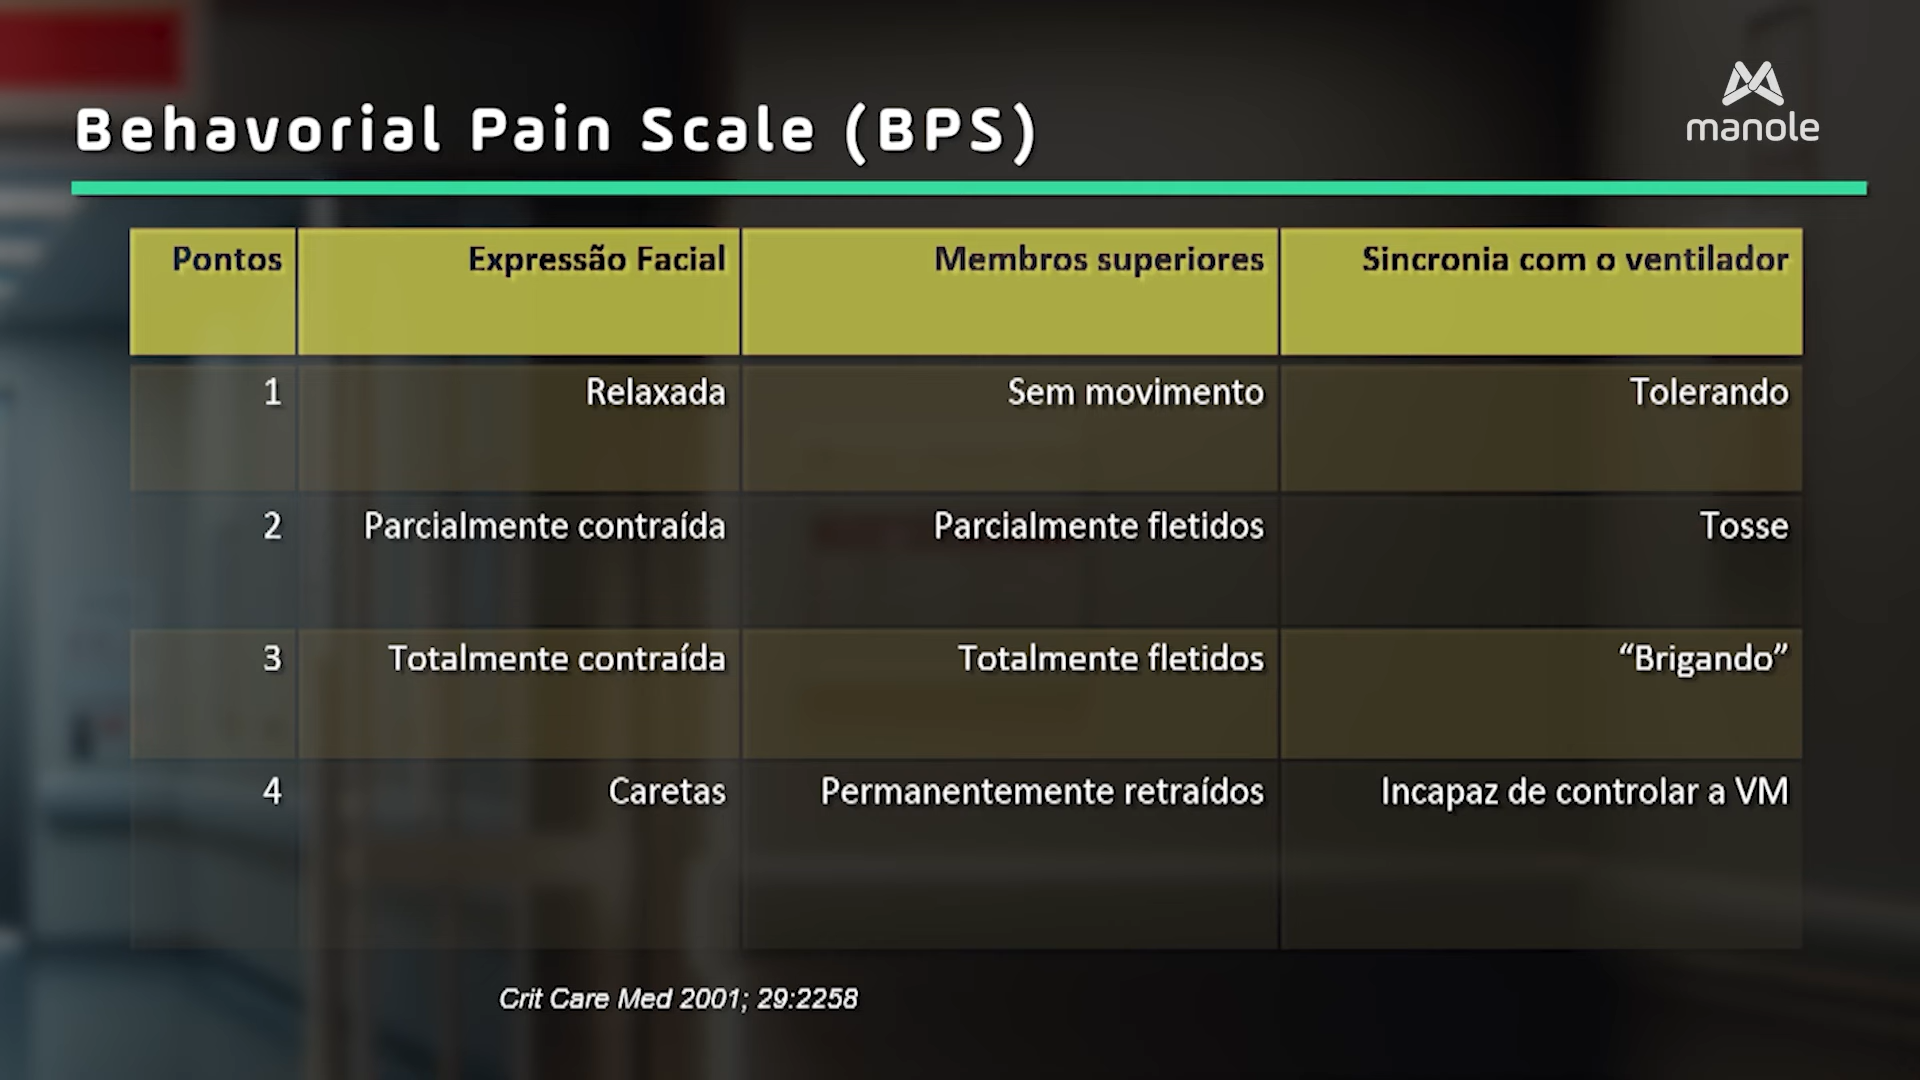 manole
Behavorial Pain Scale (BPS)
Pontos Expressão Facial Membros superiores Sincronia com o ventilador
1 Relaxada Sem movimento Tolerando
2 Parcialmente contraída Parcialmente fletidos Tosse
3 Totalmente contraída Totalmente fletidos “Brigando”
4 Caretas Permanentemente retraídos Incapaz de controlar a VM
Crit Care Med 2001; 29:2258